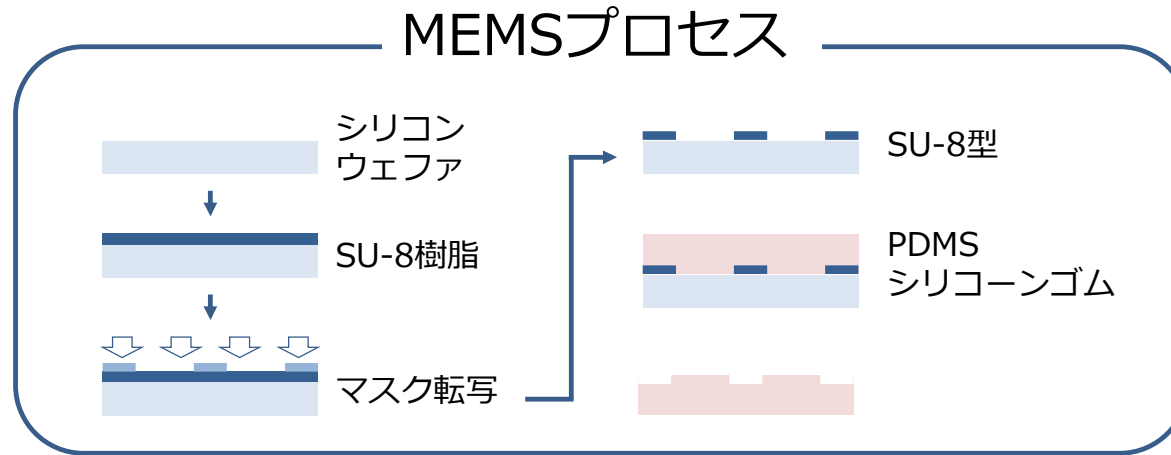 MEMSプロセス
シリコン
ウェファ
SU-8樹脂
マスク転写
SU-8型
PDMS
シリコーンゴム